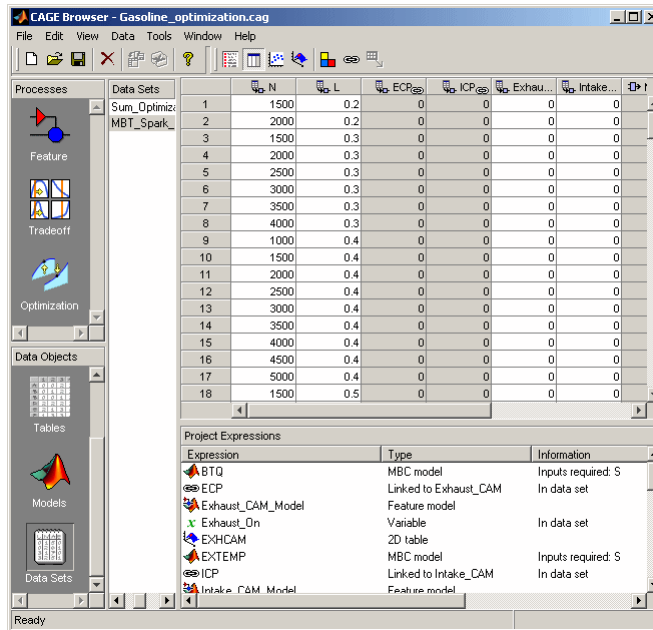 CAGE Browser - Gasoline_optimization.cag
File Edit View Data Tools Window Help
Processes
Feature
Tradeoff
Optimization
Data Objects
Tables
Models
Data Sets
Data Sets
Sum_Optimiza
MBT_Spark_
N L ECP ICP Exhau... Intake...
1 1500 0.2 0 0 0 0
2 2000 0.2 0 0 0 0
3 1500 0.3 0 0 0 0
4 2000 0.3 0 0 0 0
5 2500 0.3 0 0 0 0
6 3000 0.3 0 0 0 0
7 3500 0.3 0 0 0 0
8 4000 0.3 0 0 0 0
9 1000 0.4 0 0 0 0
10 1500 0.4 0 0 0 0
11 2000 0.4 0 0 0 0
12 2500 0.4 0 0 0 0
13 3000 0.4 0 0 0 0
14 3500 0.4 0 0 0 0
15 4000 0.4 0 0 0 0
16 4500 0.4 0 0 0 0
17 5000 0.4 0 0 0 0
18 1500 0.5 0 0 0 0
Project Expressions
Expression Type Information
BTQ MBC model Inputs required: S
ECP Linked to Exhaust_CAM In data set
Exhaust_CAM_Model Feature model
x Exhaust_On Variable In data set
EXHCAM 2D table
EXTEMP MBC model Inputs required: S
ICP Linked to Intake_CAM In data set
Intake_CAM_Model Feature model
Ready